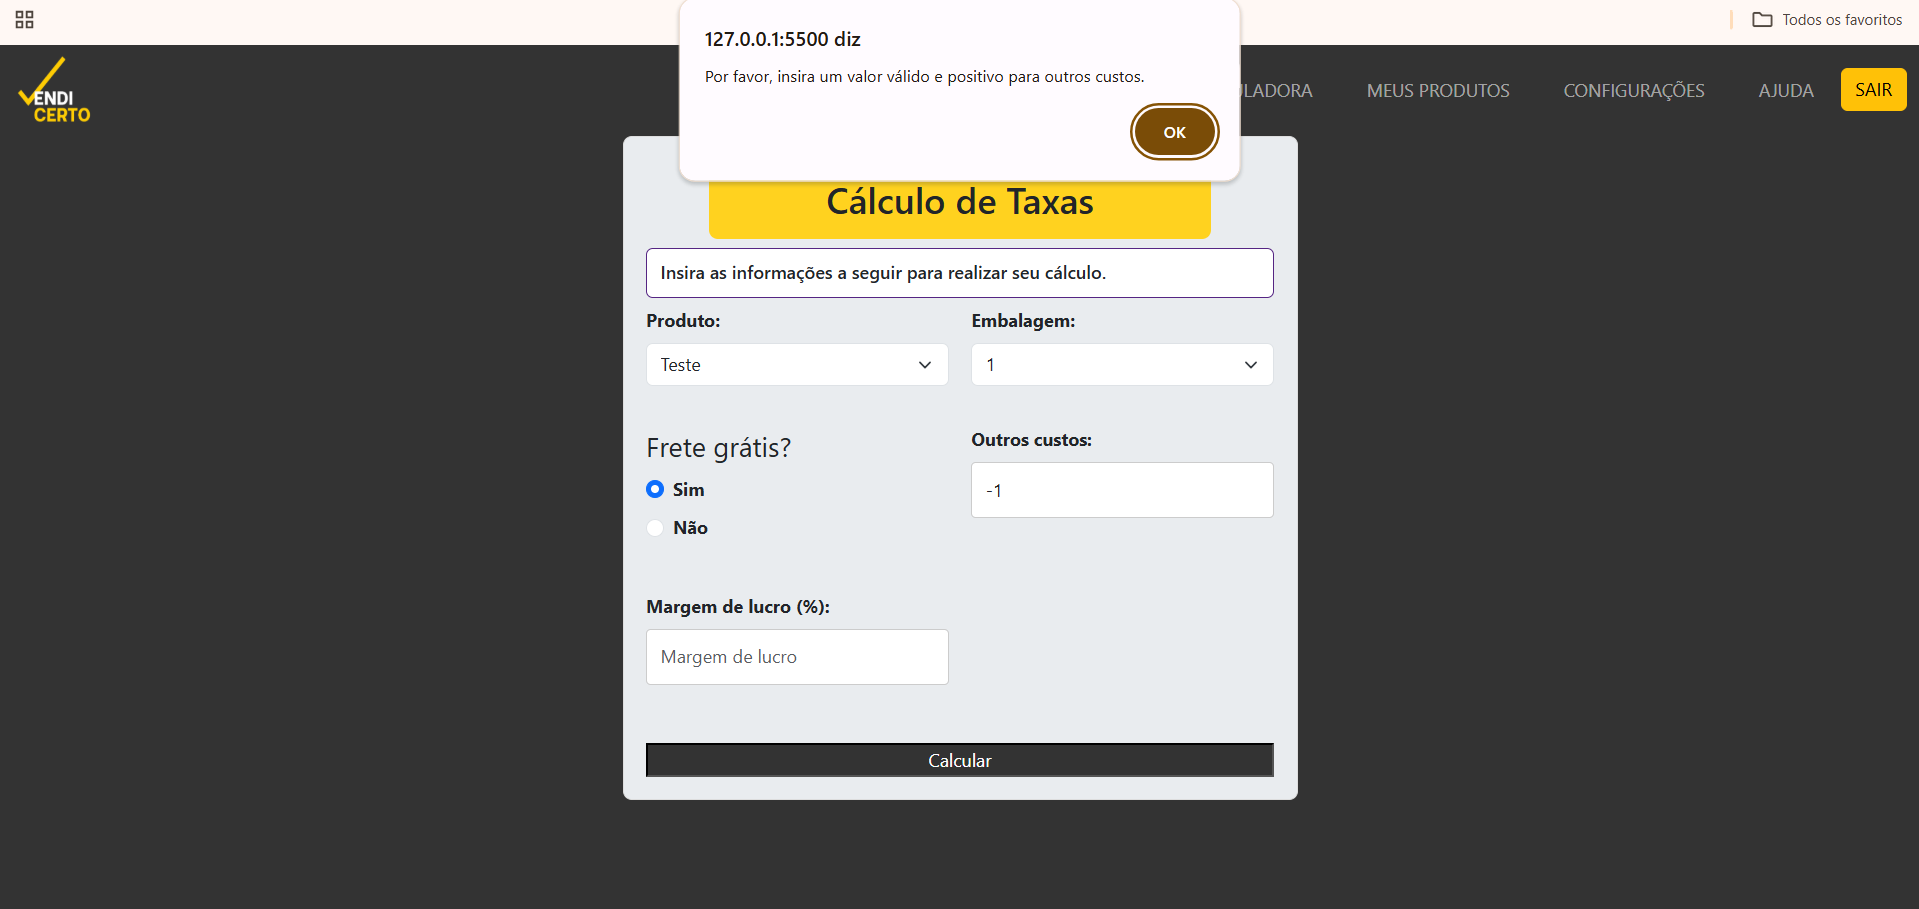 Todos os favoritos
127.0.0.1:5500 diz
Por favor, insira um valor válido e positivo para outros custos.
OK
ENDI
CERTO
MEUS PRODUTOS
CONFIGURAÇÕES
AJUDA
SAIR
Cálculo de Taxas
Insira as informações a seguir para realizar seu cálculo.
Produto:
Embalagem:
Teste
1
Frete grátis?
Outros custos:
Sim
-1
Não
Margem de lucro (%):
Margem de lucro
Calcular